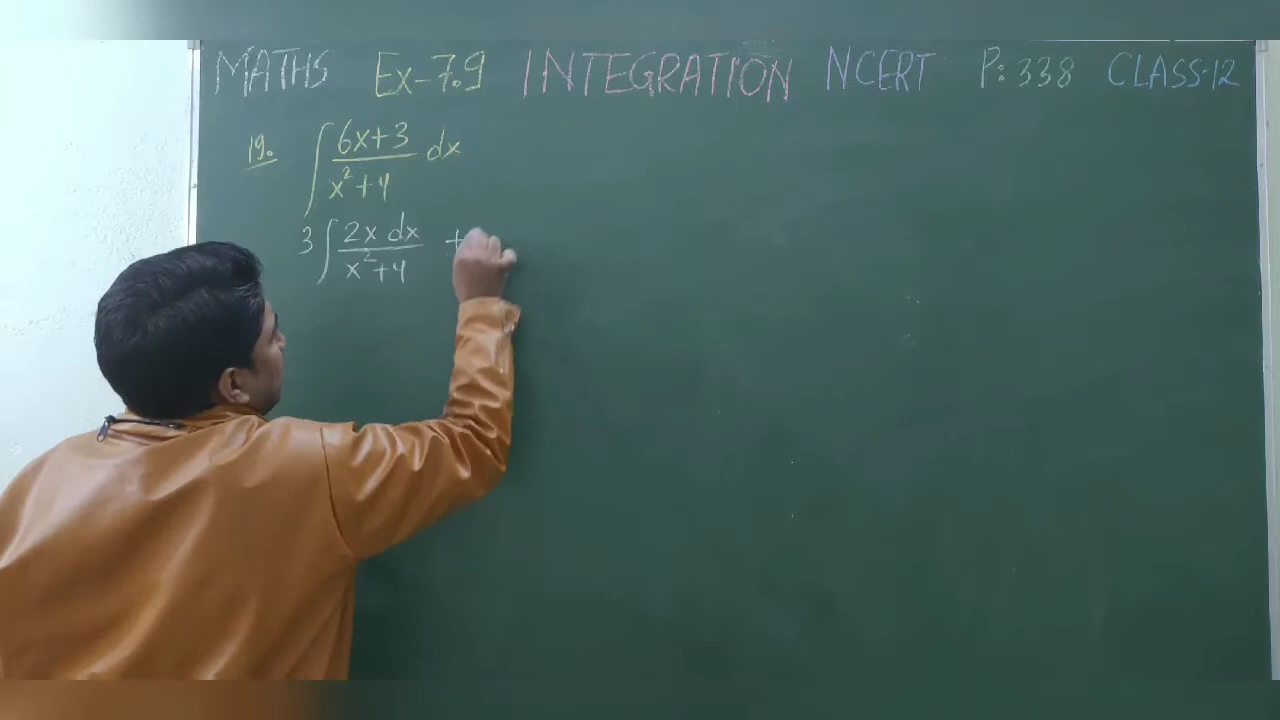 MATHS Ex-7.9 INTEGRATION NCERT P: 338 CLASS-12
19. ∫ (6x+3)/(x²+4) dx
3∫ (2x dx)/(x²+4) +